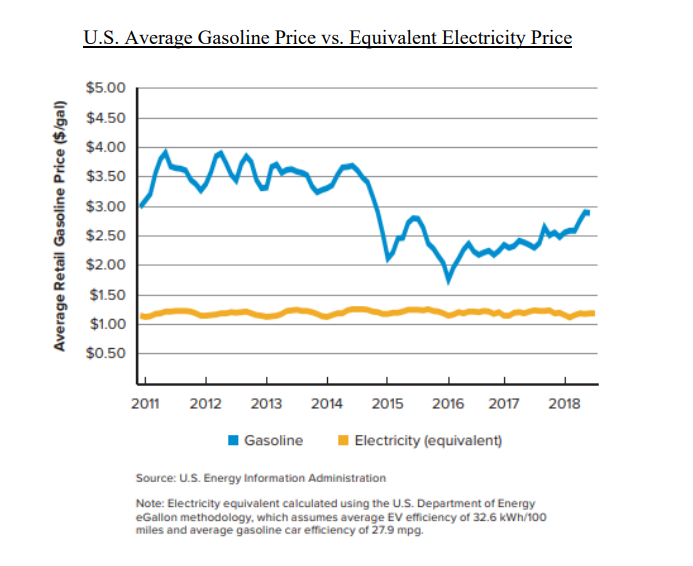 U.S. Average Gasoline Price vs. Equivalent Electricity Price
Average Retail Gasoline Price ($/gal)
$5.00
$4.50
$4.00
$3.50
$3.00
$2.50
$2.00
$1.50
$1.00
$0.50
2011 2012 2013 2014 2015 2016 2017 2018
Gasoline Electricity (equivalent)
Source: U.S. Energy Information Administration
Note: Electricity equivalent calculated using the U.S. Department of Energy
eGallon methodology, which assumes average EV efficiency of 32.6 kWh/100
miles and average gasoline car efficiency of 27.9 mpg.